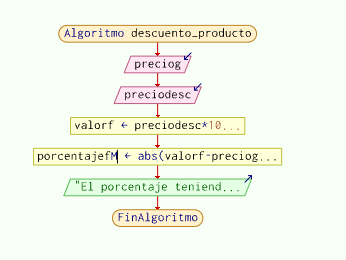 Algoritmo descuento_producto
preciog
preciodesc
valorf ← preciodesc*10...
porcentajefM ← abs(valorf-preciog...
"El porcentaje teniend...
FinAlgoritmo